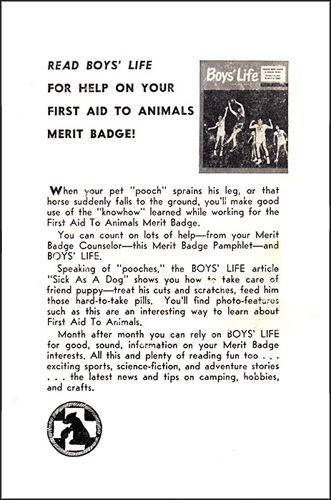 READ BOYS' LIFE
FOR HELP ON YOUR
FIRST AID TO ANIMALS
MERIT BADGE!
Boys' Life
When your pet "pooch" sprains his leg, or that
horse suddenly falls to the ground, you'll make good
use of the "knowhow" learned while working for the
First Aid To Animals Merit Badge.
You can count on lots of help—from your Merit
Badge Counselor—this Merit Badge Pamphlet—and
BOYS' LIFE.
Speaking of "pooches," the BOYS' LIFE article
"Sick As A Dog" shows you how to take care of
friend puppy—treat his cuts and scratches, feed him
those hard-to-take pills. You'll find photo-features
such as this are an interesting way to learn about
First Aid To Animals.
Month after month you can rely on BOYS' LIFE
for good, sound, information on your Merit Badge
interests. All this and plenty of reading fun too . . .
exciting sports, science-fiction, and adventure stories
. . . the latest news and tips on camping, hobbies,
and crafts.